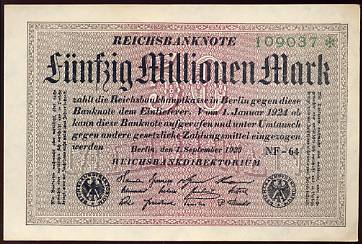 REICHSBANKNOTE
109037 *
Fünfzig Millionen Mark
zahlt die Reichsbankhauptkasse in Berlin gegen diese
Banknote dem Einlieferer. Vom 1. Januar 1924 ab
kann diese Banknote aufgerufen und unter Umtausch
gegen andere gesetzliche Zahlungsmittel eingezogen
werden
Berlin, den 1. September 1923
NF-64
REICHSBANKDIREKTORIUM